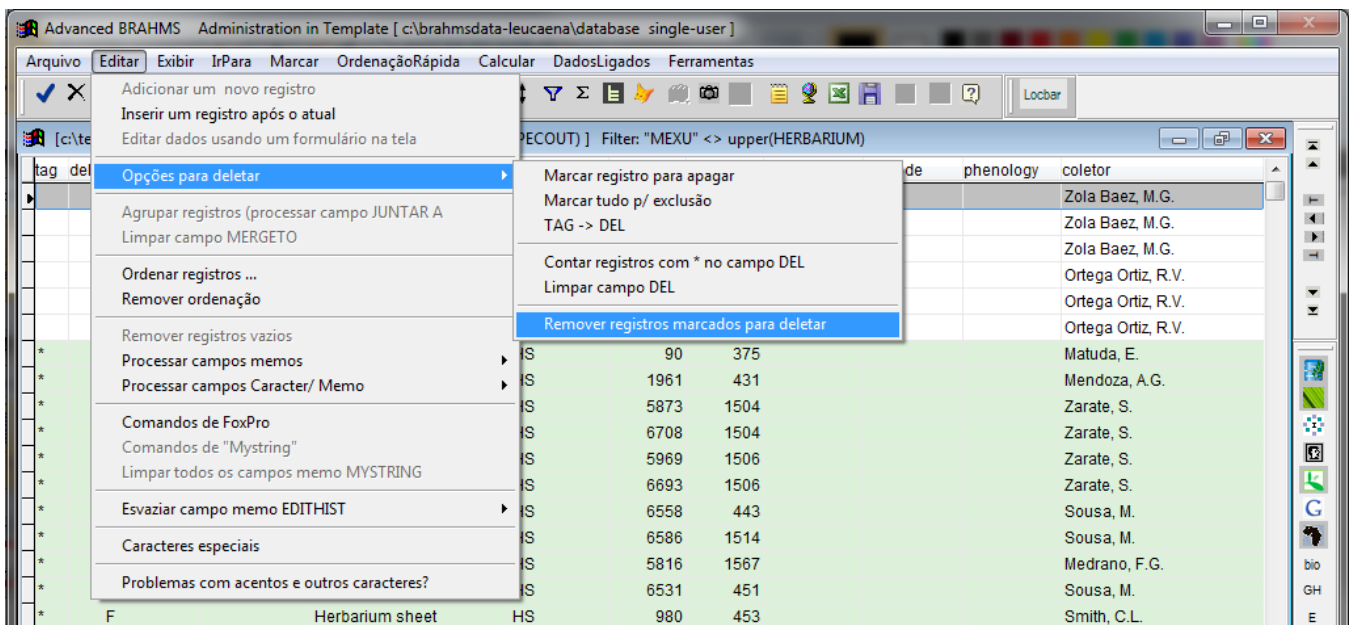 Advanced BRAHMS Administration in Template [ c:\brahmsdata-leucaena\database single-user ]
Arquivo Editar Exibir IrPara Marcar OrdenaçãoRápida Calcular DadosLigados Ferramentas
Locbar
[c:\te
PECOUT) ] Filter: "MEXU" <> upper(HERBARIUM)
tag del
de phenology coletor
Adicionar um novo registro
Inserir um registro após o atual
Editar dados usando um formulário na tela
Opções para deletar
Agrupar registros (processar campo JUNTAR A
Limpar campo MERGETO
Ordenar registros ...
Remover ordenação
Remover registros vazios
Processar campos memos
Processar campos Caracter/ Memo
Comandos de FoxPro
Comandos de "Mystring"
Limpar todos os campos memo MYSTRING
Esvaziar campo memo EDITHIST
Caracteres especiais
Problemas com acentos e outros caracteres?
Marcar registro para apagar
Marcar tudo p/ exclusão
TAG -> DEL
Contar registros com * no campo DEL
Limpar campo DEL
Remover registros marcados para deletar
Zola Baez, M.G.
Zola Baez, M.G.
Zola Baez, M.G.
Ortega Ortiz, R.V.
Ortega Ortiz, R.V.
Ortega Ortiz, R.V.
* HS 90 375 Matuda, E.
* HS 1961 431 Mendoza, A.G.
* HS 5873 1504 Zarate, S.
* HS 6708 1504 Zarate, S.
* HS 5969 1506 Zarate, S.
* HS 6693 1506 Zarate, S.
* HS 6558 443 Sousa, M.
* HS 6586 1514 Sousa, M.
* HS 5816 1567 Medrano, F.G.
* HS 6531 451 Sousa, M.
* F Herbarium sheet HS 980 453 Smith, C.L.
G
bio
GH
E